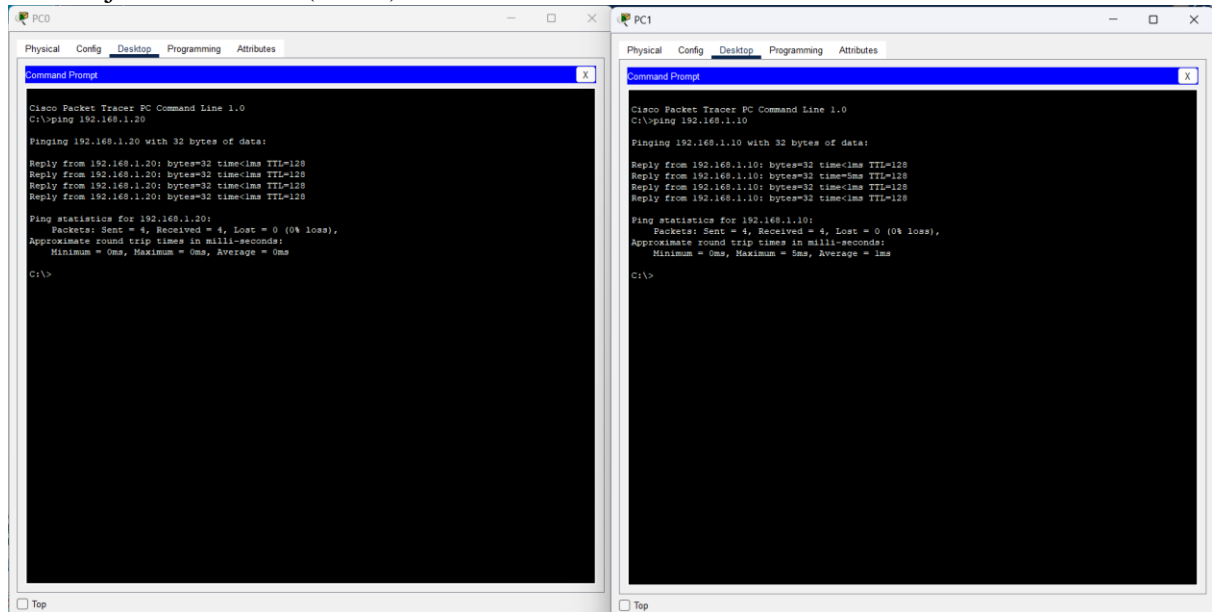 PC0
Physical Config Desktop Programming Attributes
Command Prompt
X
Cisco Packet Tracer PC Command Line 1.0
C:\>ping 192.168.1.20
Pinging 192.168.1.20 with 32 bytes of data:
Reply from 192.168.1.20: bytes=32 time<1ms TTL=128
Reply from 192.168.1.20: bytes=32 time<1ms TTL=128
Reply from 192.168.1.20: bytes=32 time<1ms TTL=128
Reply from 192.168.1.20: bytes=32 time<1ms TTL=128
Ping statistics for 192.168.1.20:
Packets: Sent = 4, Received = 4, Lost = 0 (0% loss),
Approximate round trip times in milli-seconds:
Minimum = 0ms, Maximum = 0ms, Average = 0ms
C:\>
Top
PC1
Physical Config Desktop Programming Attributes
Command Prompt
X
Cisco Packet Tracer PC Command Line 1.0
C:\>ping 192.168.1.10
Pinging 192.168.1.10 with 32 bytes of data:
Reply from 192.168.1.10: bytes=32 time<1ms TTL=128
Reply from 192.168.1.10: bytes=32 time=5ms TTL=128
Reply from 192.168.1.10: bytes=32 time<1ms TTL=128
Reply from 192.168.1.10: bytes=32 time<1ms TTL=128
Ping statistics for 192.168.1.10:
Packets: Sent = 4, Received = 4, Lost = 0 (0% loss),
Approximate round trip times in milli-seconds:
Minimum = 0ms, Maximum = 5ms, Average = 1ms
C:\>
Top